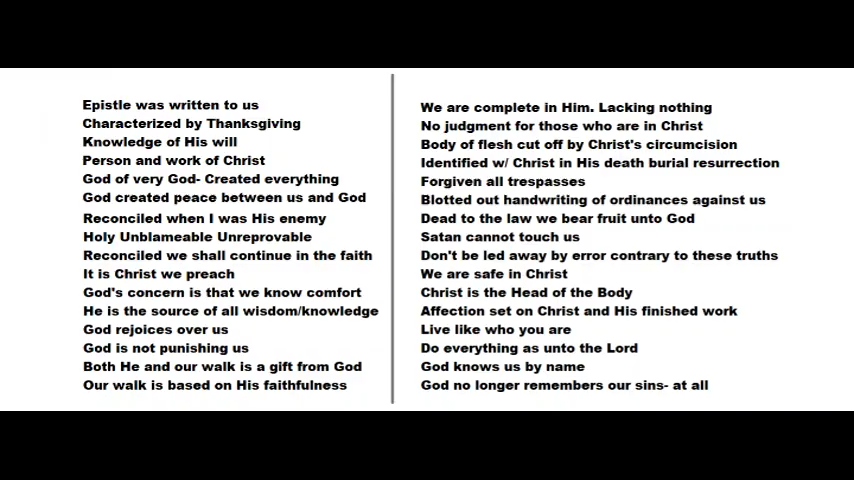 Epistle was written to us
Characterized by Thanksgiving
Knowledge of His will
Person and work of Christ
God of very God- Created everything
God created peace between us and God
Reconciled when I was His enemy
Holy Unblameable Unreprovable
Reconciled we shall continue in the faith
It is Christ we preach
God's concern is that we know comfort
He is the source of all wisdom/knowledge
God rejoices over us
God is not punishing us
Both He and our walk is a gift from God
Our walk is based on His faithfulness
We are complete in Him. Lacking nothing
No judgment for those who are in Christ
Body of flesh cut off by Christ's circumcision
Identified w/ Christ in His death burial resurrection
Forgiven all trespasses
Blotted out handwriting of ordinances against us
Dead to the law we bear fruit unto God
Satan cannot touch us
Don't be led away by error contrary to these truths
We are safe in Christ
Christ is the Head of the Body
Affection set on Christ and His finished work
Live like who you are
Do everything as unto the Lord
God knows us by name
God no longer remembers our sins- at all